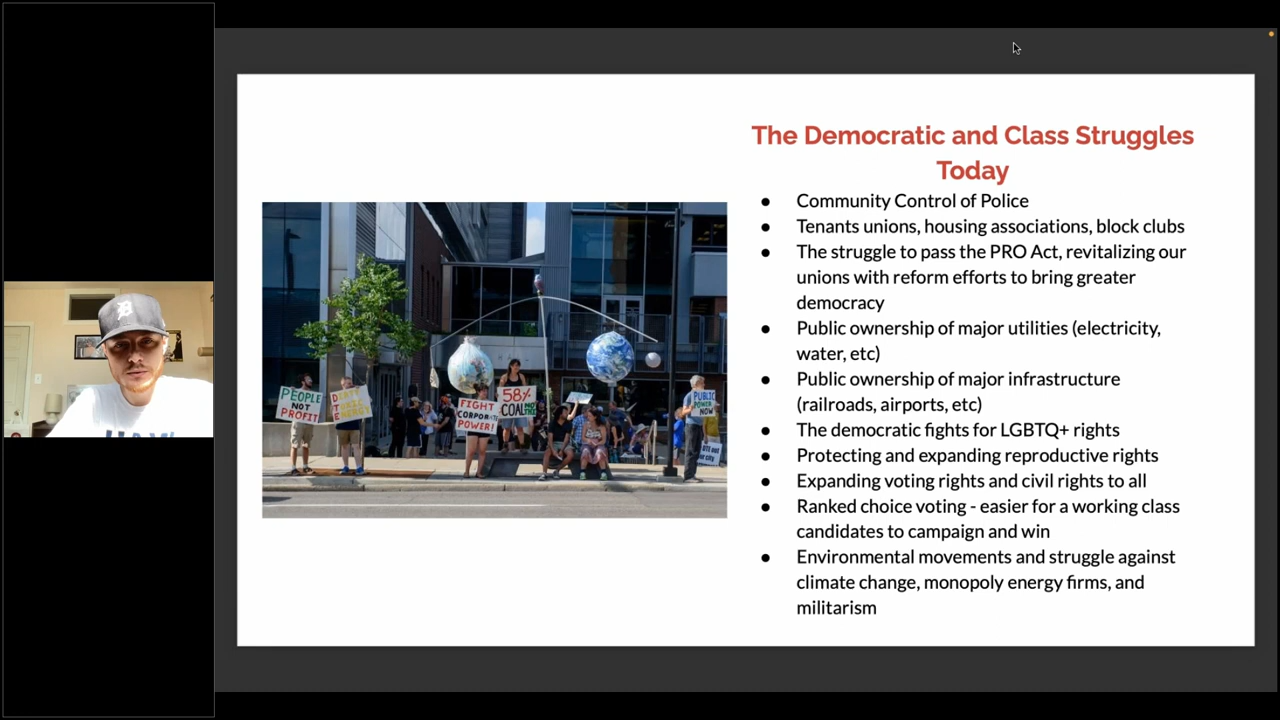 The Democratic and Class Struggles
Today
● Community Control of Police
● Tenants unions, housing associations, block clubs
● The struggle to pass the PRO Act, revitalizing our
unions with reform efforts to bring greater
democracy
● Public ownership of major utilities (electricity,
water, etc)
● Public ownership of major infrastructure
(railroads, airports, etc)
● The democratic fights for LGBTQ+ rights
● Protecting and expanding reproductive rights
● Expanding voting rights and civil rights to all
● Ranked choice voting - easier for a working class
candidates to campaign and win
● Environmental movements and struggle against
climate change, monopoly energy firms, and
militarism
PEOPLE
NOT
PROFIT
FIGHT
CORPORATE
POWER!
58%
COAL
PUBLIC
POWER
NOW